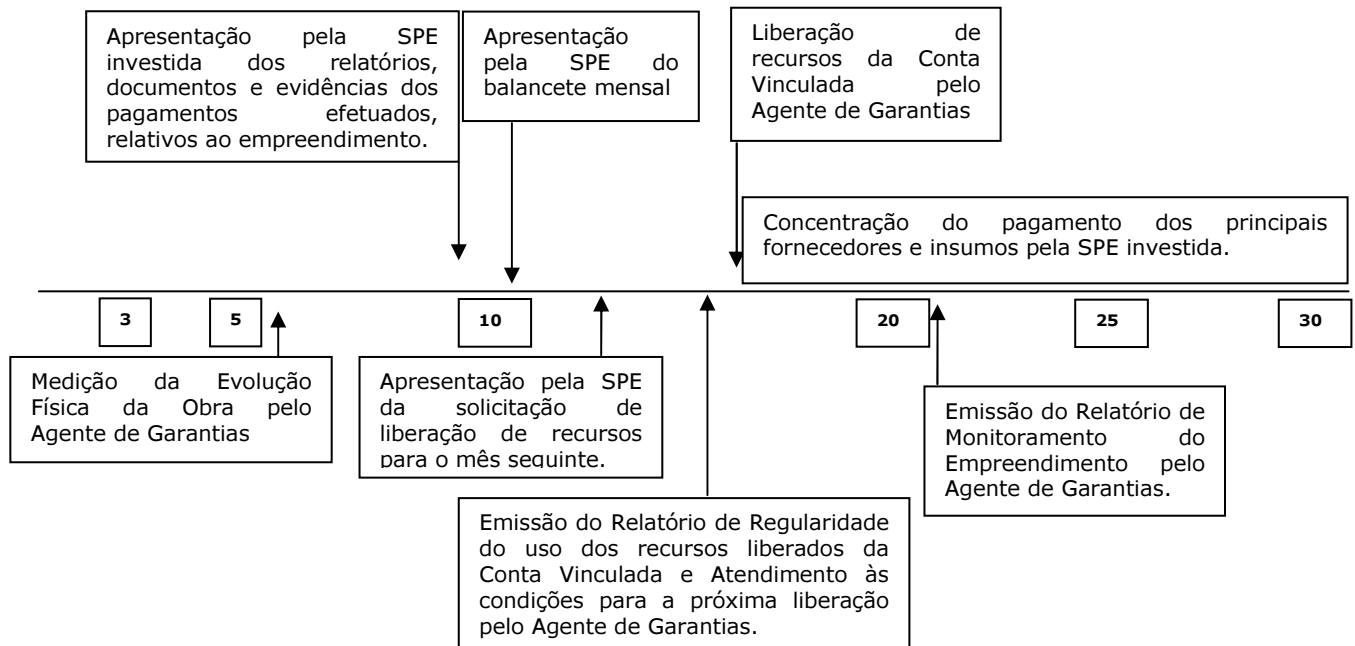 Apresentação pela SPE
investida dos relatórios,
documentos e evidências dos
pagamentos efetuados,
relativos ao empreendimento.
Apresentação
pela SPE do
balancete mensal
Liberação de
recursos da Conta
Vinculada pelo
Agente de Garantias
Concentração do pagamento dos principais
fornecedores e insumos pela SPE investida.
3
5
10
20
25
30
Medição da Evolução
Física da Obra pelo
Agente de Garantias
Apresentação pela SPE
da solicitação de
liberação de recursos
para o mês seguinte.
Emissão do Relatório de
Monitoramento do
Empreendimento pelo
Agente de Garantias.
Emissão do Relatório de Regularidade
do uso dos recursos liberados da
Conta Vinculada e Atendimento às
condições para a próxima liberação
pelo Agente de Garantias.